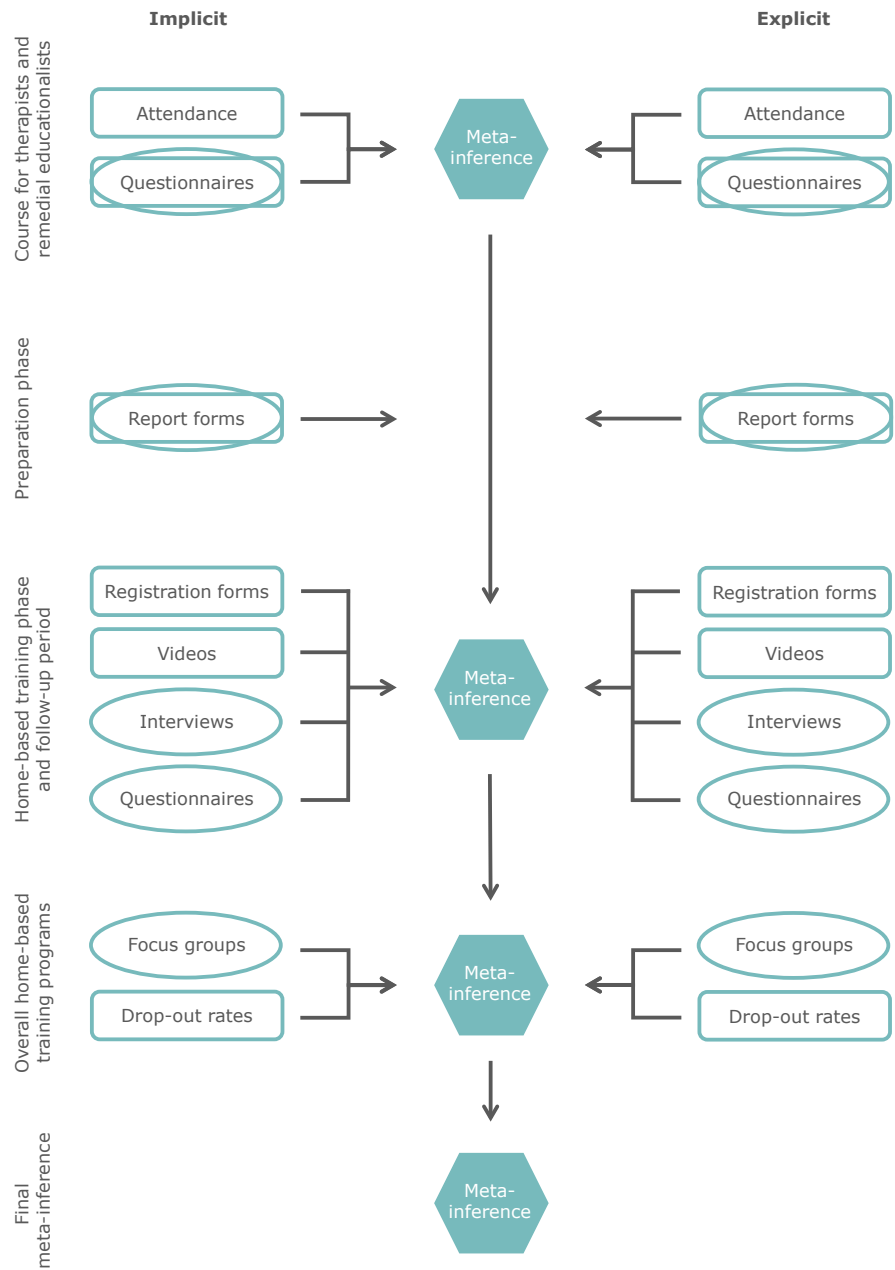 Implicit
Explicit
Course for therapists and
remedial educationalists
Attendance
Questionnaires
Meta-
inference
Attendance
Questionnaires
Preparation phase
Report forms
Report forms
Home-based training phase
and follow-up period
Registration forms
Videos
Interviews
Questionnaires
Meta-
inference
Registration forms
Videos
Interviews
Questionnaires
Overall home-based
training programs
Focus groups
Drop-out rates
Meta-
inference
Focus groups
Drop-out rates
Final
meta-inference
Meta-
inference